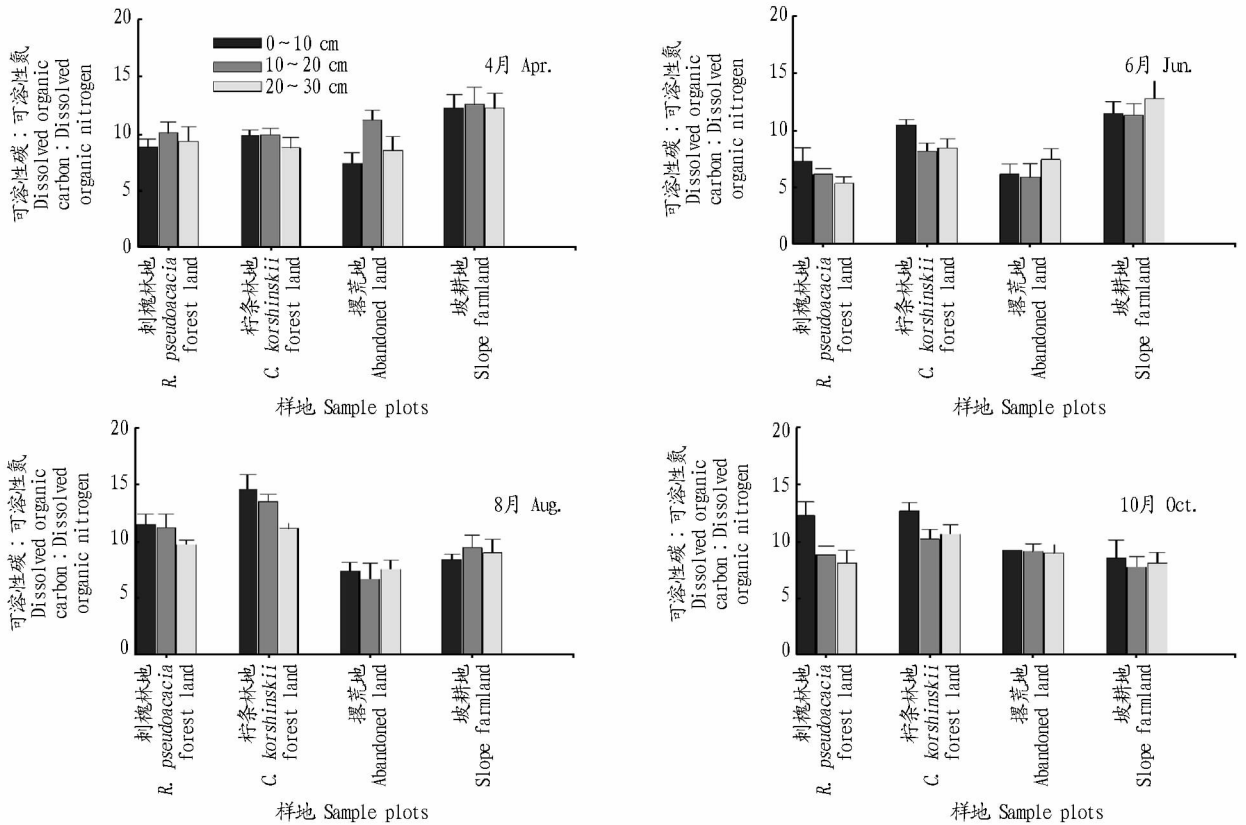 可溶性碳：可溶性氮
Dissolved organic
carbon：Dissolved
organic nitrogen
20
15
10
5
0
0～10 cm
10～20 cm
20～30 cm
4月 Apr.
刺槐林地
R. pseudoacacia
forest land
柠条林地
C. korshinskii
forest land
撂荒地
Abandoned land
坡耕地
Slope farmland
样地 Sample plots
可溶性碳：可溶性氮
Dissolved organic
carbon：Dissolved
organic nitrogen
20
15
10
5
0
6月 Jun.
刺槐林地
R. pseudoacacia
forest land
柠条林地
C. korshinskii
forest land
撂荒地
Abandoned land
坡耕地
Slope farmland
样地 Sample plots
可溶性碳：可溶性氮
Dissolved organic
carbon：Dissolved
organic nitrogen
20
15
10
5
0
8月 Aug.
刺槐林地
R. pseudoacacia
forest land
柠条林地
C. korshinskii
forest land
撂荒地
Abandoned land
坡耕地
Slope farmland
样地 Sample plots
可溶性碳：可溶性氮
Dissolved organic
carbon：Dissolved
organic nitrogen
20
15
10
5
0
10月 Oct.
刺槐林地
R. pseudoacacia
forest land
柠条林地
C. korshinskii
forest land
撂荒地
Abandoned land
坡耕地
Slope farmland
样地 Sample plots